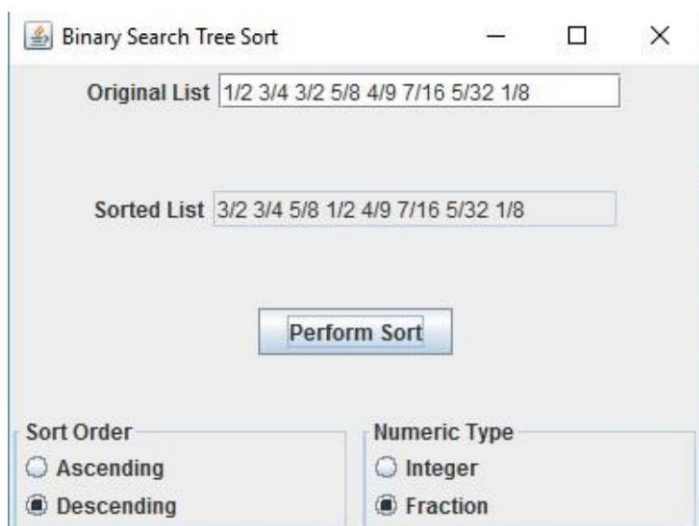 Binary Search Tree Sort
Original List 1/2 3/4 3/2 5/8 4/9 7/16 5/32 1/8
Sorted List 3/2 3/4 5/8 1/2 4/9 7/16 5/32 1/8
Perform Sort
Sort Order Numeric Type
Ascending Integer
Descending Fraction